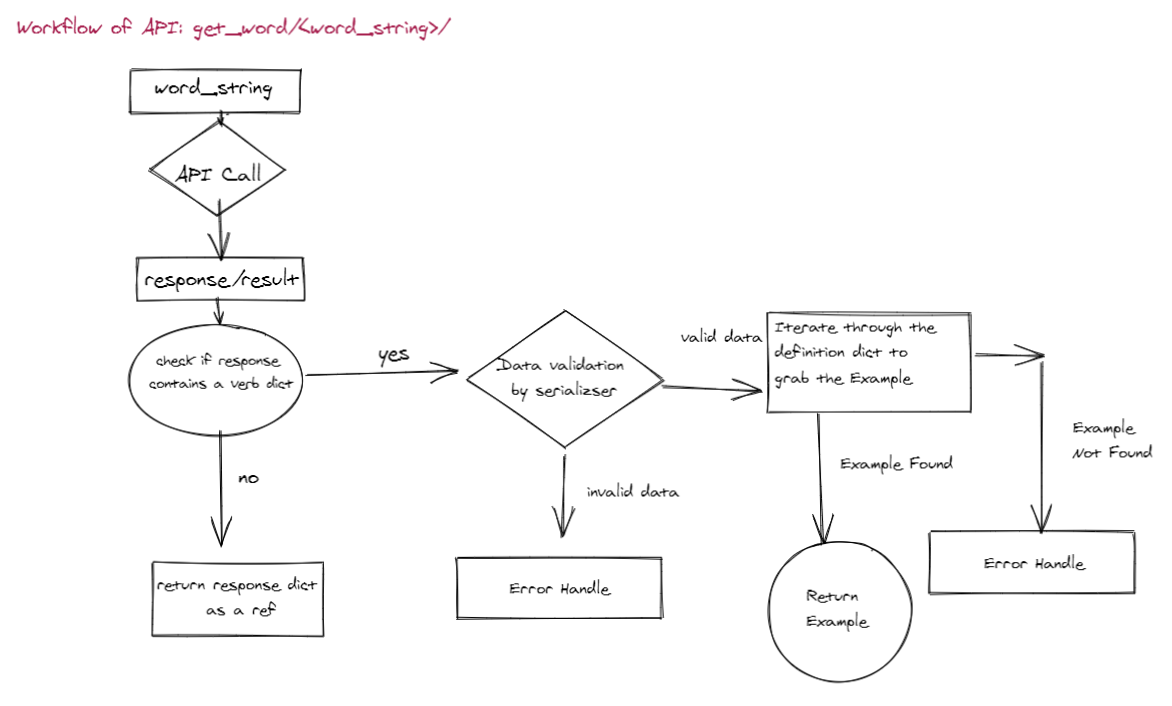 Workflow of API: get_word/<word_string>/
word_string
API Call
response/result
check if response
contains a verb dict
yes
no
return response dict
as a ref
Data validation
by serializser
invalid data
Error Handle
valid data
Iterate through the
definition dict to
grab the Example
Example Found
Return
Example
Example
Not Found
Error Handle